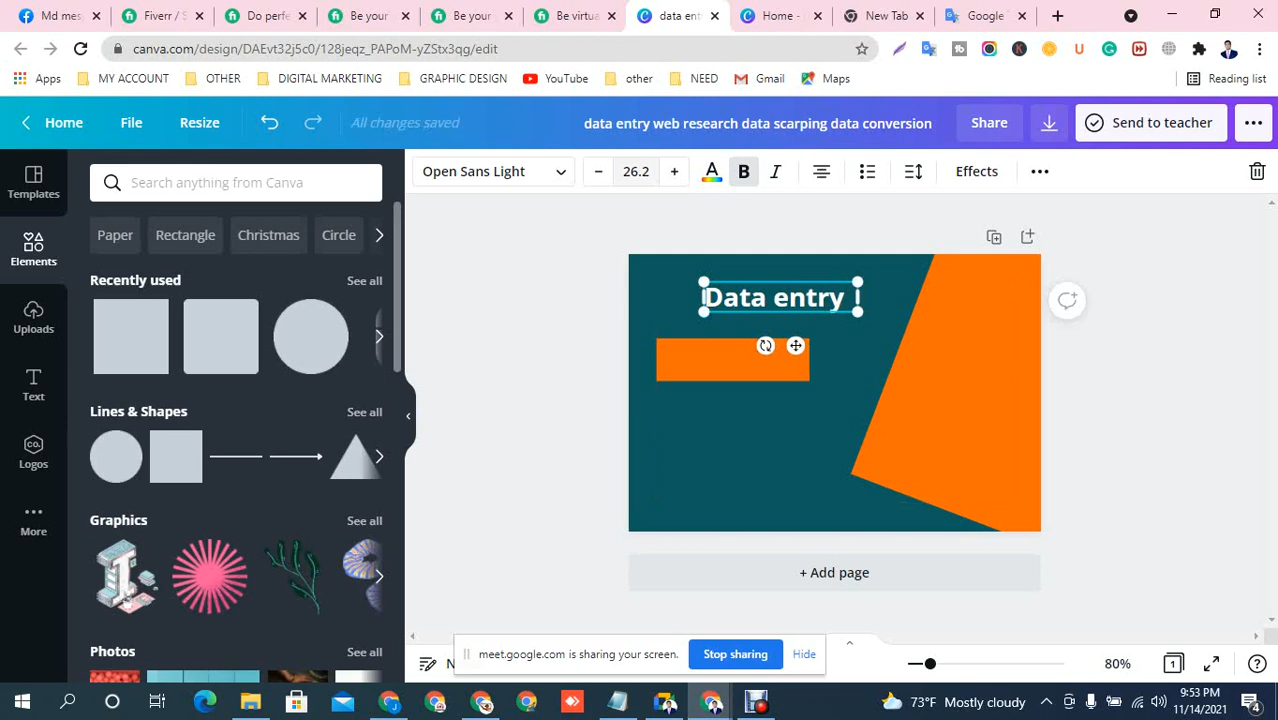 Md mes
Fiverr / S
Do perfe
Be your
Be your
Be virtua
data entr
Home -
New Tab
Google
canva.com/design/DAEvt32j5c0/128jeqz_PAPoM-yZStx3qg/edit
Apps
MY ACCOUNT
OTHER
DIGITAL MARKETING
GRAPHIC DESIGN
YouTube
other
NEED
Gmail
Maps
Reading list
Home
File
Resize
All changes saved
data entry web research data scarping data conversion
Share
Send to teacher
Templates
Elements
Uploads
Text
Logos
More
Search anything from Canva
Paper
Rectangle
Christmas
Circle
Recently used
See all
Lines & Shapes
See all
Graphics
See all
Photos
See all
Open Sans Light
26.2
Effects
Data entry
+ Add page
meet.google.com is sharing your screen.
Stop sharing
Hide
80%
1
73°F Mostly cloudy
9:53 PM
11/14/2021
4